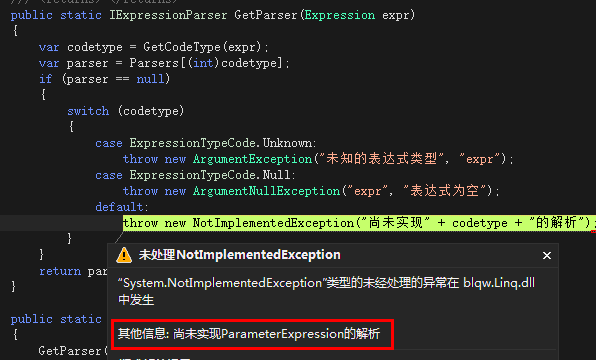 public static IExpressionParser GetParser(Expression expr)
{
var codetype = GetCodeType(expr);
var parser = Parsers[(int)codetype];
if (parser == null)
{
switch (codetype)
{
case ExpressionTypeCode.Unknown:
throw new ArgumentException("未知的表达式类型", "expr");
case ExpressionTypeCode.Null:
throw new ArgumentNullException("expr", "表达式为空");
default:
throw new NotImplementedException("尚未实现" + codetype + "的解析");
}
}
return par
}
未处理NotImplementedException
“System.NotImplementedException”类型的未经处理的异常在 blqw.Linq.dll
中发生
public static
其他信息: 尚未实现ParameterExpression的解析
{
GetParser(